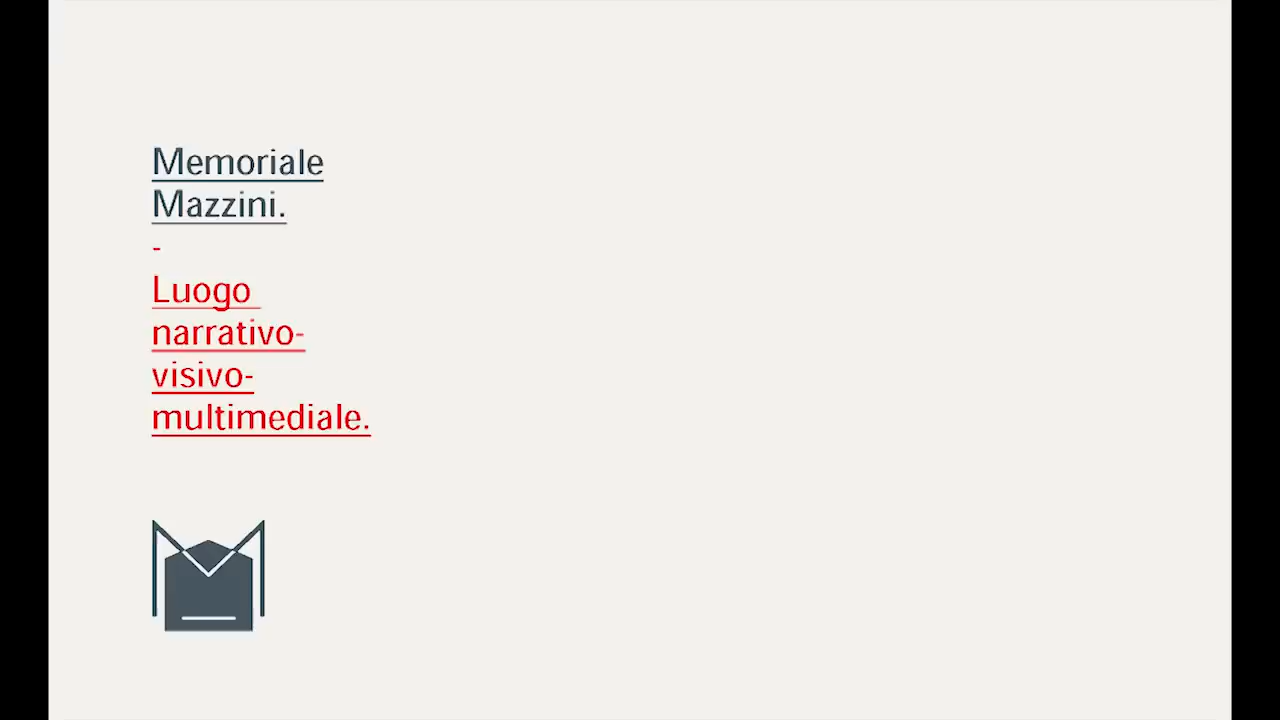 Memoriale
Mazzini.
-
Luogo
narrativo-
visivo-
multimediale.